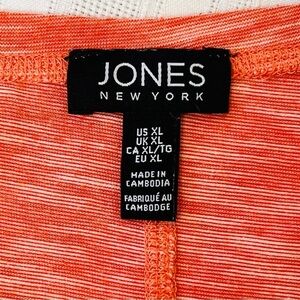 JONES
NEW YORK
US XL
UK XL
CA XL/TG
EU XL
MADE IN
CAMBODIA
FABRIQUÉ AU
CAMBODGE